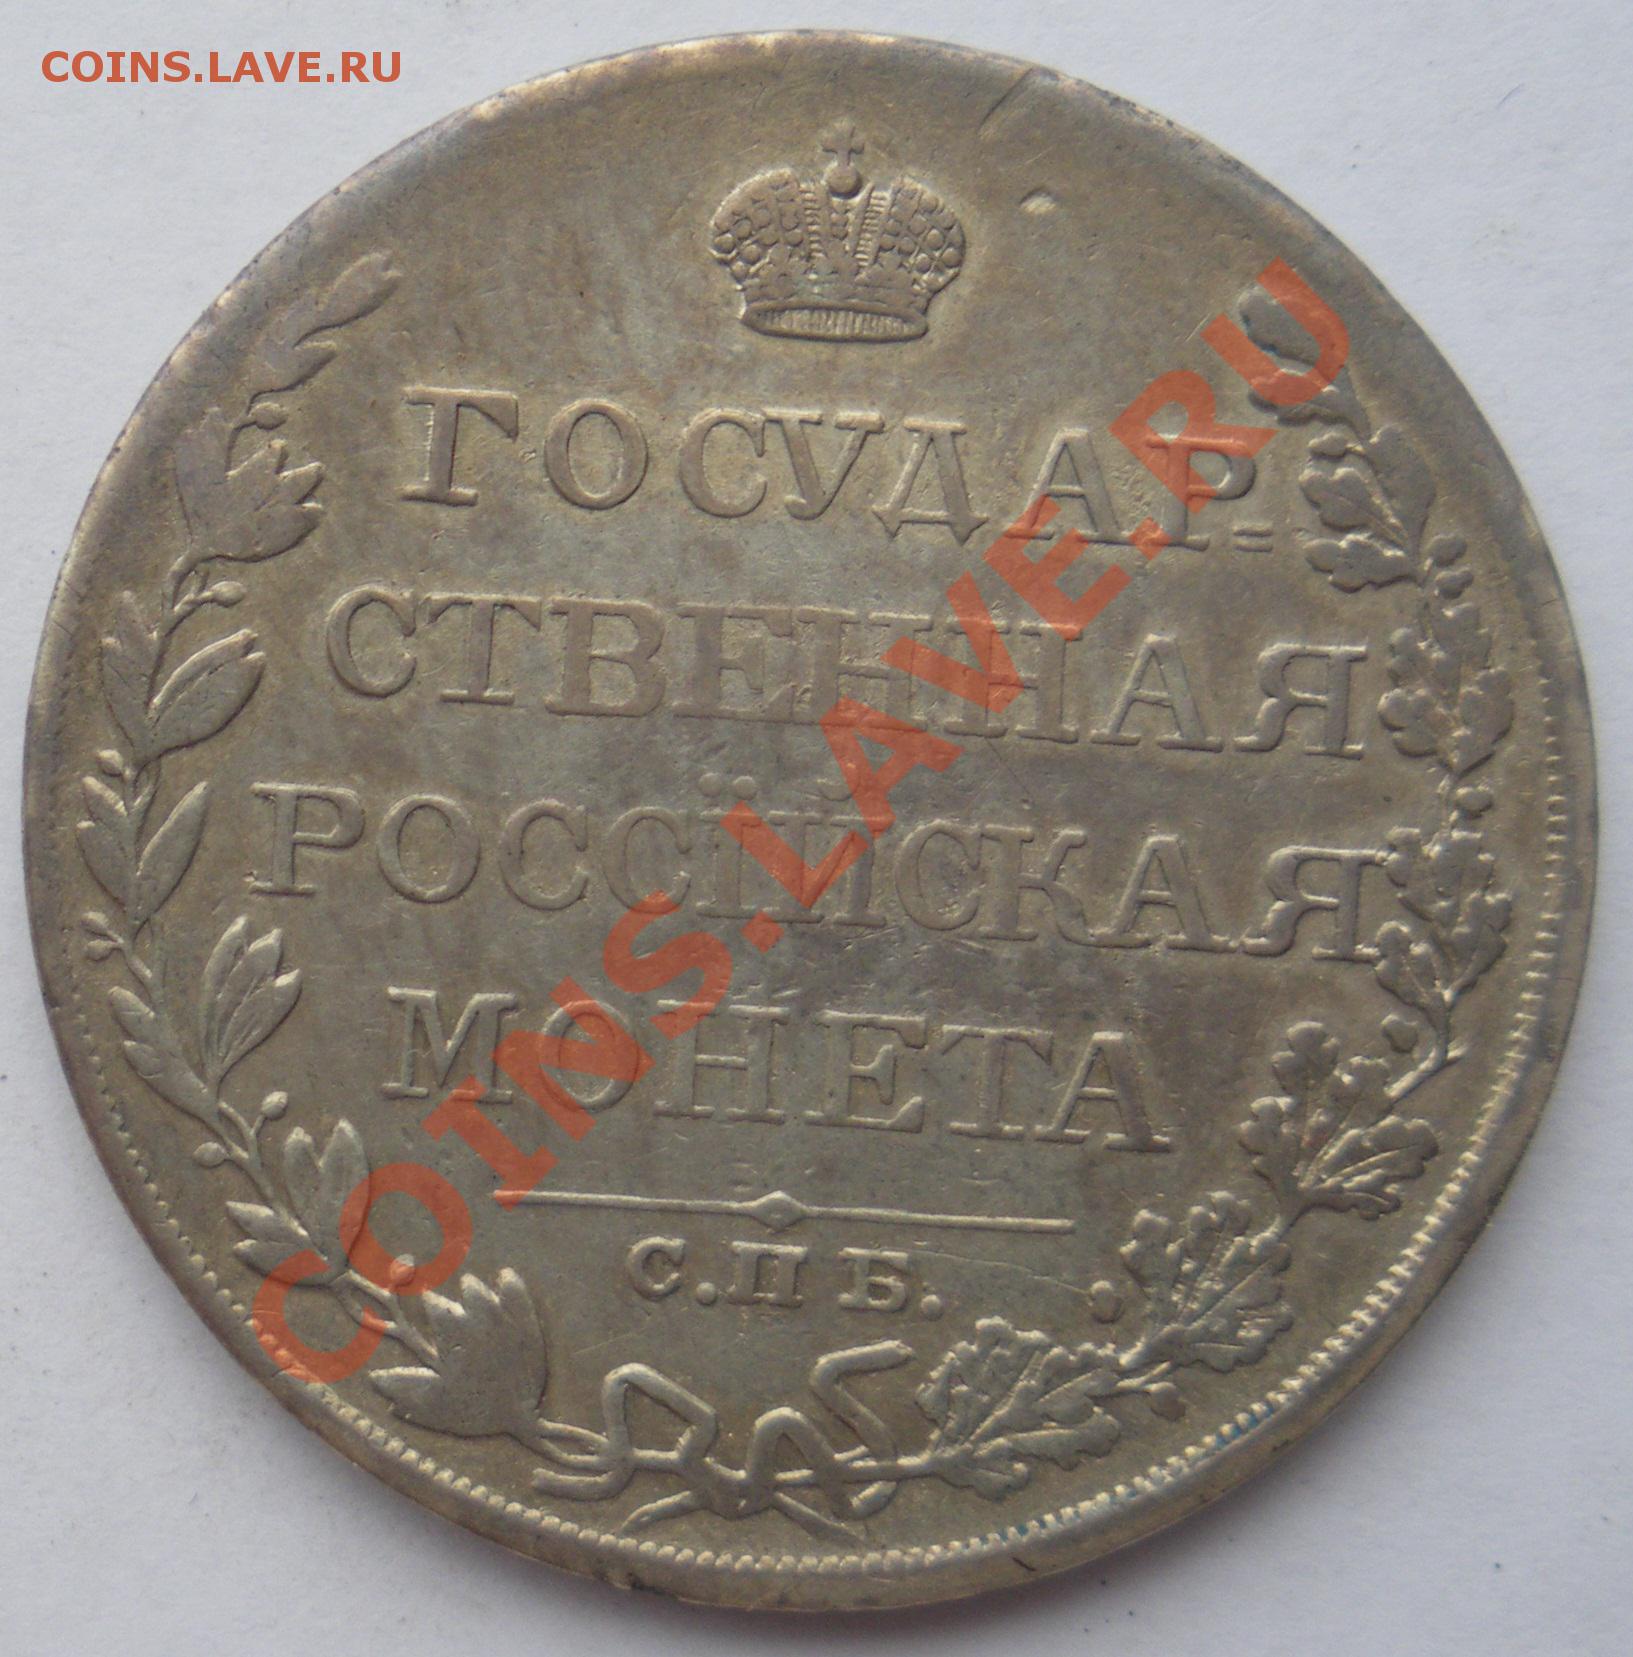 COINS.LAVE.RU
ГОСУДАР=
СТВЕННАЯ
РОССІЙСКАЯ
МОНЕТА
С.П Б.
COINS.LAVE.RU